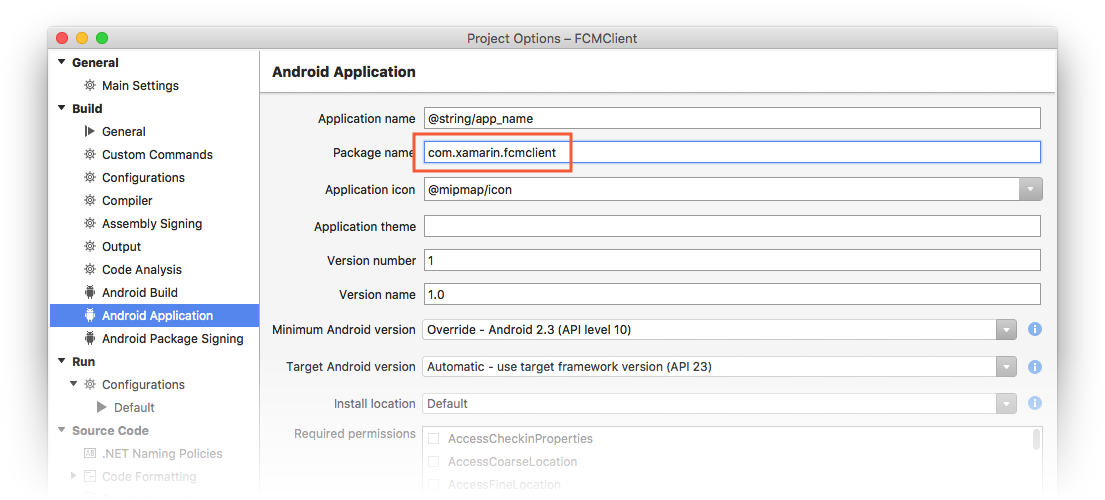 Project Options – FCMClient
General
Main Settings
Build
General
Custom Commands
Configurations
Compiler
Assembly Signing
Output
Code Analysis
Android Build
Android Application
Android Package Signing
Run
Configurations
Default
Source Code
.NET Naming Policies
Code Formatting
Android Application
Application name @string/app_name
Package name com.xamarin.fcmclient
Application icon @mipmap/icon
Application theme
Version number 1
Version name 1.0
Minimum Android version Override - Android 2.3 (API level 10)
Target Android version Automatic - use target framework version (API 23)
Install location Default
Required permissions AccessCheckinProperties
AccessCoarseLocation
AccessFineLocation